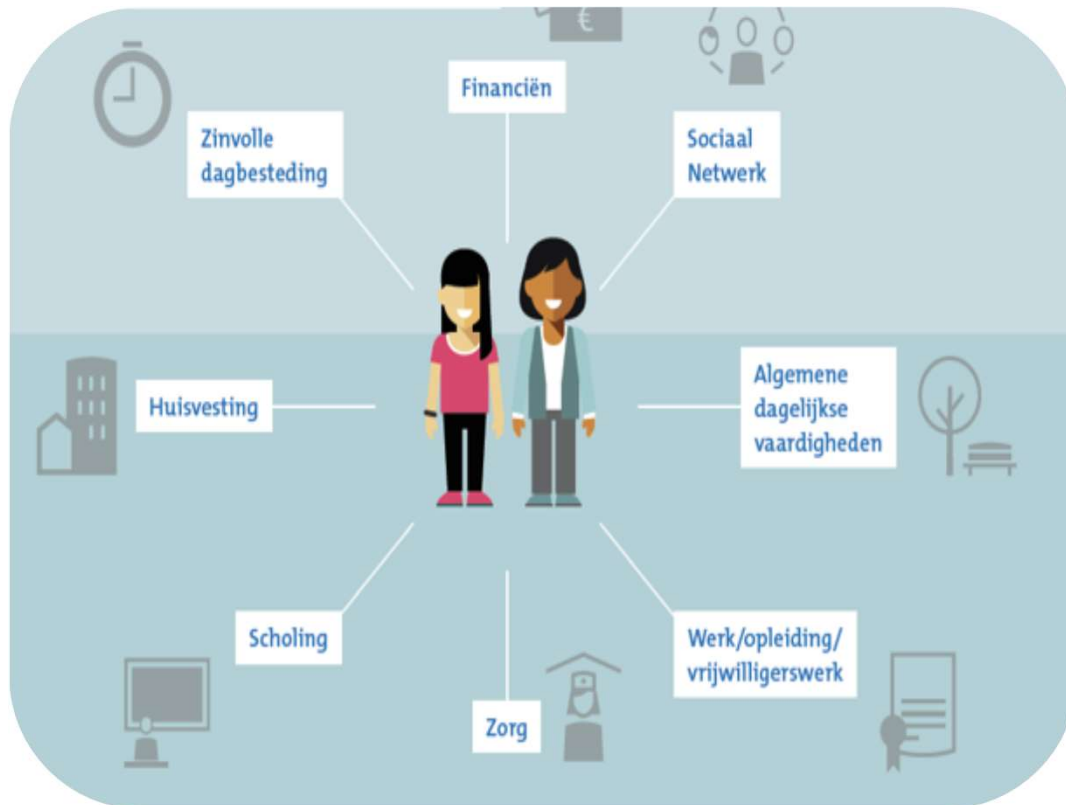 €
Financiën
Zinvolle
dagbesteding
Sociaal
Netwerk
Huisvesting
Algemene
dagelijkse
vaardigheden
Scholing
Werk/opleiding/
vrijwilligerswerk
Zorg